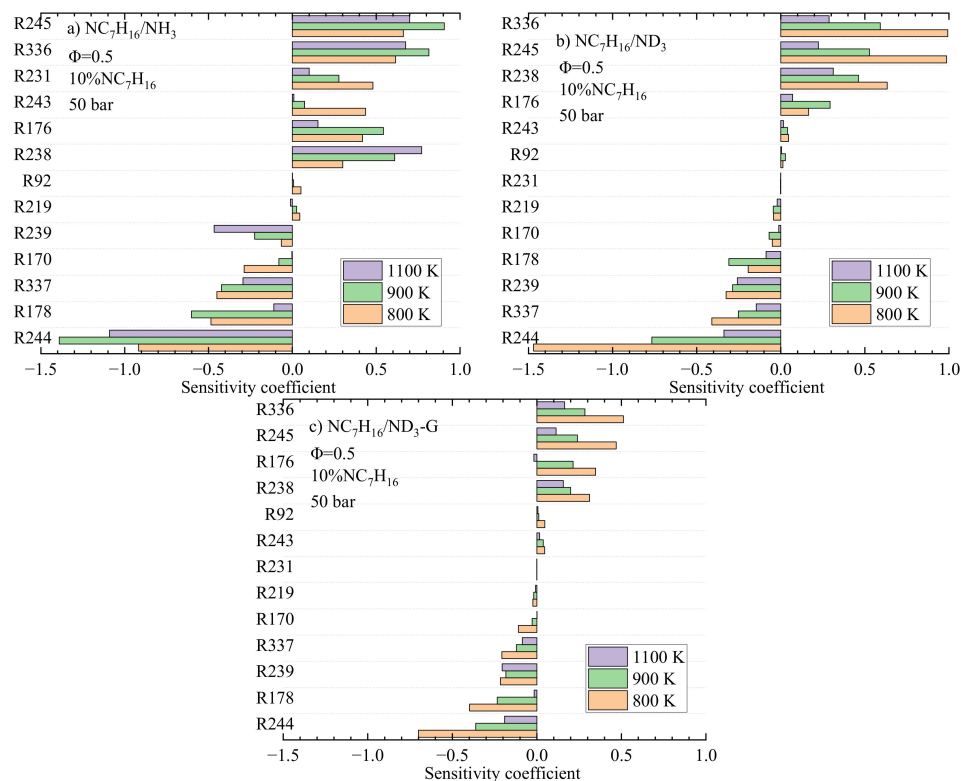 R245
R336
R231
R243
R176
R238
R92
R219
R239
R170
R337
R178
R244
a) NC₇H₁₆/NH₃
Φ=0.5
10%NC₇H₁₆
50 bar
1100 K
900 K
800 K
−1.5 −1.0 −0.5 0.0 0.5 1.0
Sensitivity coefficient
R336
R245
R238
R176
R243
R92
R231
R219
R170
R178
R239
R337
R244
b) NC₇H₁₆/ND₃
Φ=0.5
10%NC₇H₁₆
50 bar
1100 K
900 K
800 K
−1.5 −1.0 −0.5 0.0 0.5 1.0
Sensitivity coefficient
R336
R245
R176
R238
R92
R243
R231
R219
R170
R337
R239
R178
R244
c) NC₇H₁₆/ND₃-G
Φ=0.5
10%NC₇H₁₆
50 bar
1100 K
900 K
800 K
−1.5 −1.0 −0.5 0.0 0.5 1.0
Sensitivity coefficient